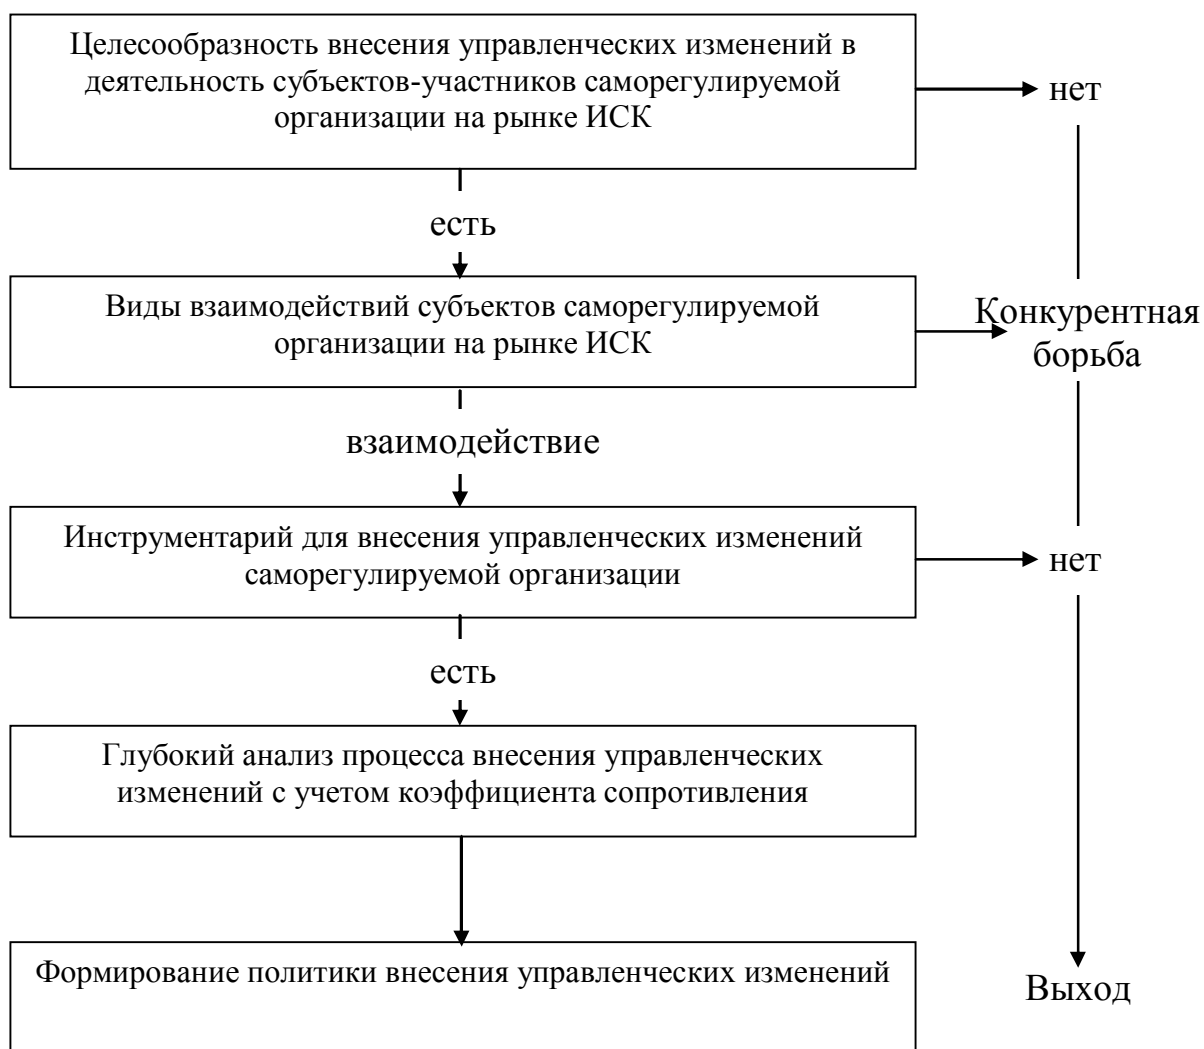 Целесообразность внесения управленческих изменений в
деятельность субъектов-участников саморегулируемой
организации на рынке ИСК
нет
есть
Виды взаимодействий субъектов саморегулируемой
организации на рынке ИСК
Конкурентная
борьба
взаимодействие
Инструментарий для внесения управленческих изменений
саморегулируемой организации
нет
есть
Глубокий анализ процесса внесения управленческих
изменений с учетом коэффициента сопротивления
Формирование политики внесения управленческих изменений
Выход